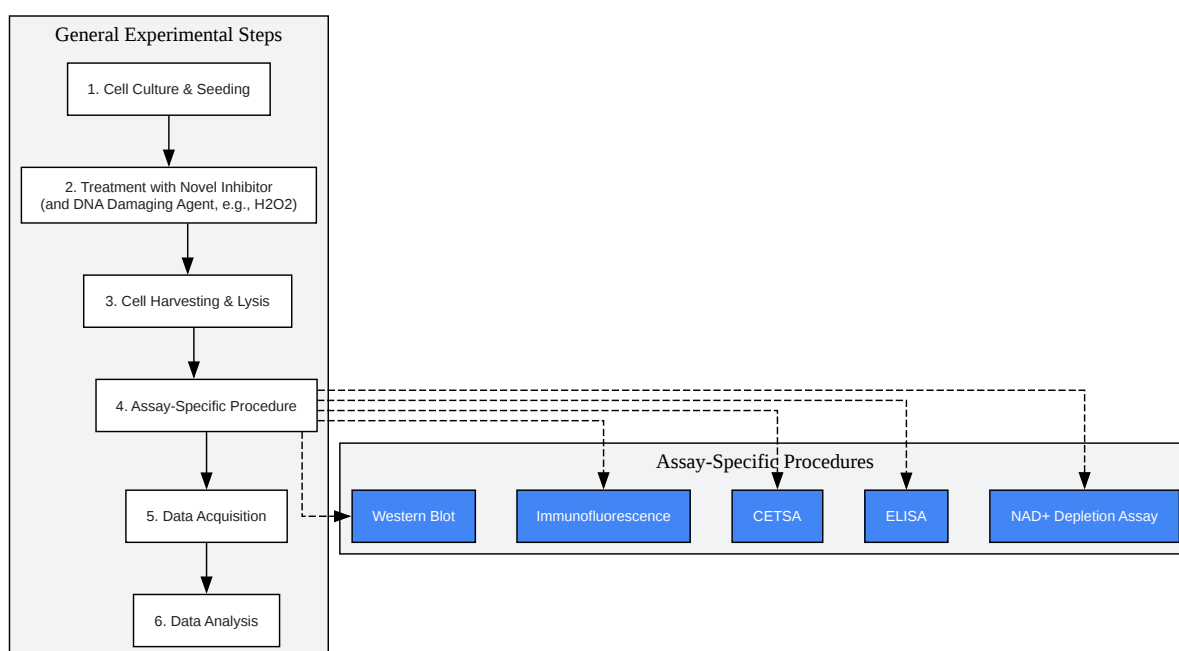 General Experimental Steps
1. Cell Culture & Seeding
2. Treatment with Novel Inhibitor
(and DNA Damaging Agent, e.g., H2O2)
3. Cell Harvesting & Lysis
4. Assay-Specific Procedure
5. Data Acquisition
6. Data Analysis
Assay-Specific Procedures
Western Blot
Immunofluorescence
CETSA
ELISA
NAD+ Depletion Assay